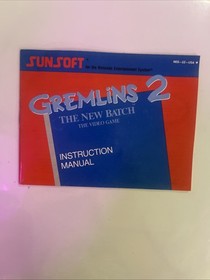 SUNSOFT
GREMLINS 2
THE NEW BATCH
THE VIDEO GAME
INSTRUCTION
MANUAL